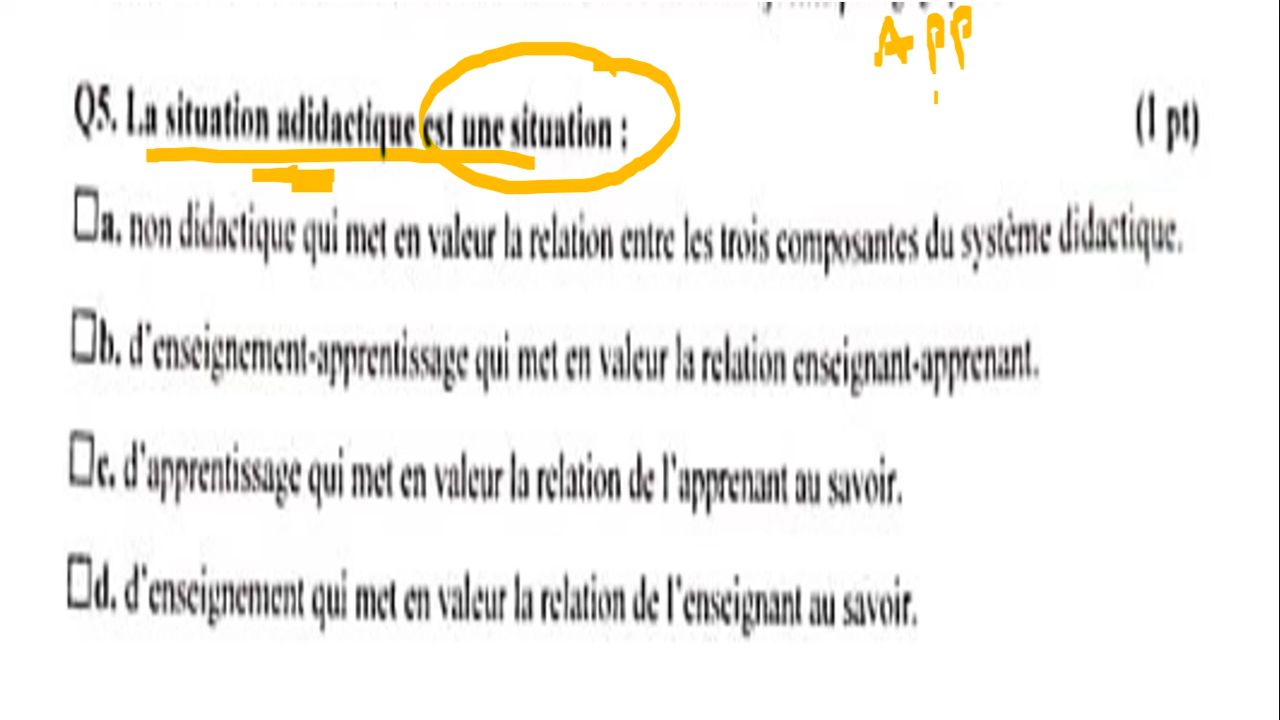 APP
Q5. La situation adidactique est une situation : (1 pt)
a. non didactique qui met en valeur la relation entre les trois composantes du système didactique.
b. d'enseignement-apprentissage qui met en valeur la relation enseignant-apprenant.
c. d'apprentissage qui met en valeur la relation de l'apprenant au savoir.
d. d'enseignement qui met en valeur la relation de l'enseignant au savoir.